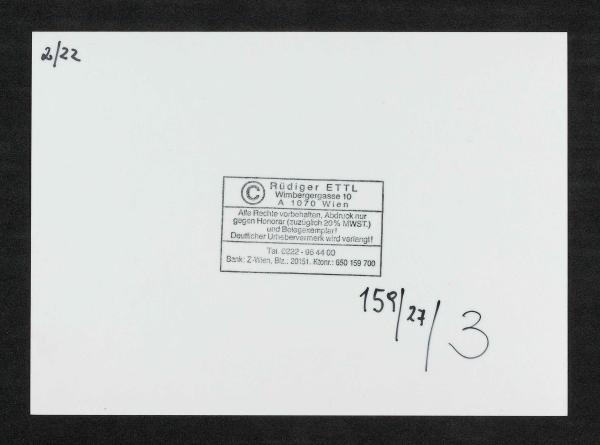 2/22
© Rüdiger ETTL
Wimbergergasse 10
A 1070 Wien
Alle Rechte vorbehalten, Abdruck nur
gegen Honorar (zuzüglich 20% MWST.)
und Belegexemplar!
Deutlicher Urhebervermerk wird verlangt!
Tel. 0222 - 96 44 00
Bank: Z-Wien, Blz.: 20151. Ktonr.: 650 159 700
159/27/3